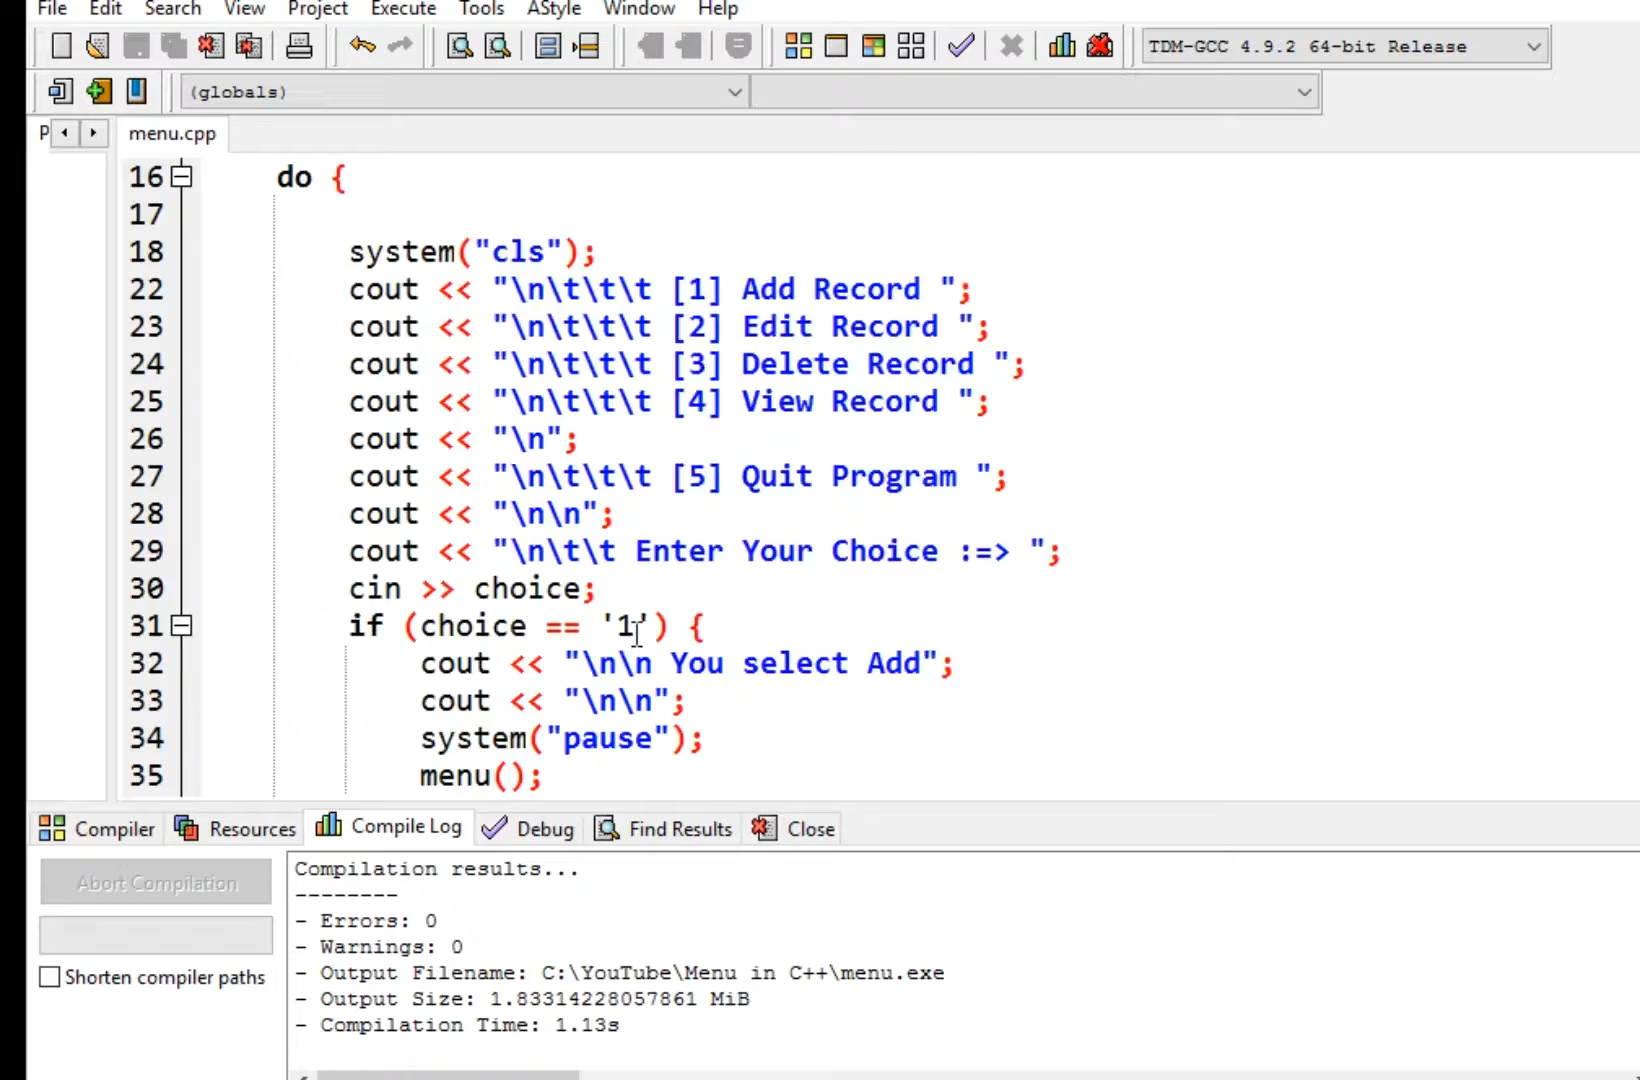 File Edit Search View Project Execute Tools AStyle Window Help
TDM-GCC 4.9.2 64-bit Release
(globals)
P menu.cpp
16 do {
17
18 system("cls");
22 cout << "\n\t\t\t [1] Add Record ";
23 cout << "\n\t\t\t [2] Edit Record ";
24 cout << "\n\t\t\t [3] Delete Record ";
25 cout << "\n\t\t\t [4] View Record ";
26 cout << "\n";
27 cout << "\n\t\t\t [5] Quit Program ";
28 cout << "\n\n";
29 cout << "\n\t\t Enter Your Choice :=> ";
30 cin >> choice;
31 if (choice == '1') {
32 cout << "\n\n You select Add";
33 cout << "\n\n";
34 system("pause");
35 menu();
Compiler Resources Compile Log Debug Find Results Close
Abort Compilation
Shorten compiler paths
Compilation results...
--------
- Errors: 0
- Warnings: 0
- Output Filename: C:\YouTube\Menu in C++\menu.exe
- Output Size: 1.83314228057861 MiB
- Compilation Time: 1.13s